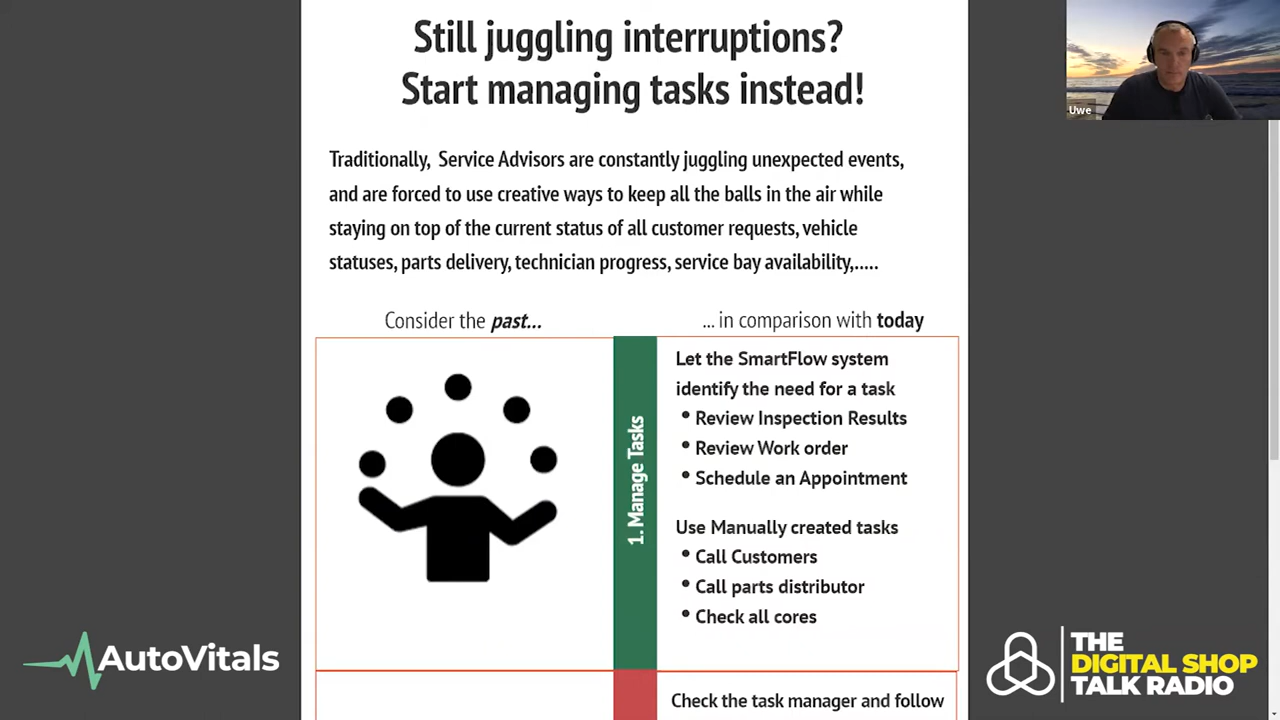 Still juggling interruptions?
Start managing tasks instead!
Uwe
Traditionally, Service Advisors are constantly juggling unexpected events,
and are forced to use creative ways to keep all the balls in the air while
staying on top of the current status of all customer requests, vehicle
statuses, parts delivery, technician progress, service bay availability,.....
Consider the past...
... in comparison with today
1. Manage Tasks
Let the SmartFlow system
identify the need for a task
• Review Inspection Results
• Review Work order
• Schedule an Appointment
Use Manually created tasks
• Call Customers
• Call parts distributor
• Check all cores
Check the task manager and follow
AutoVitals
THE
DIGITAL SHOP
TALK RADIO